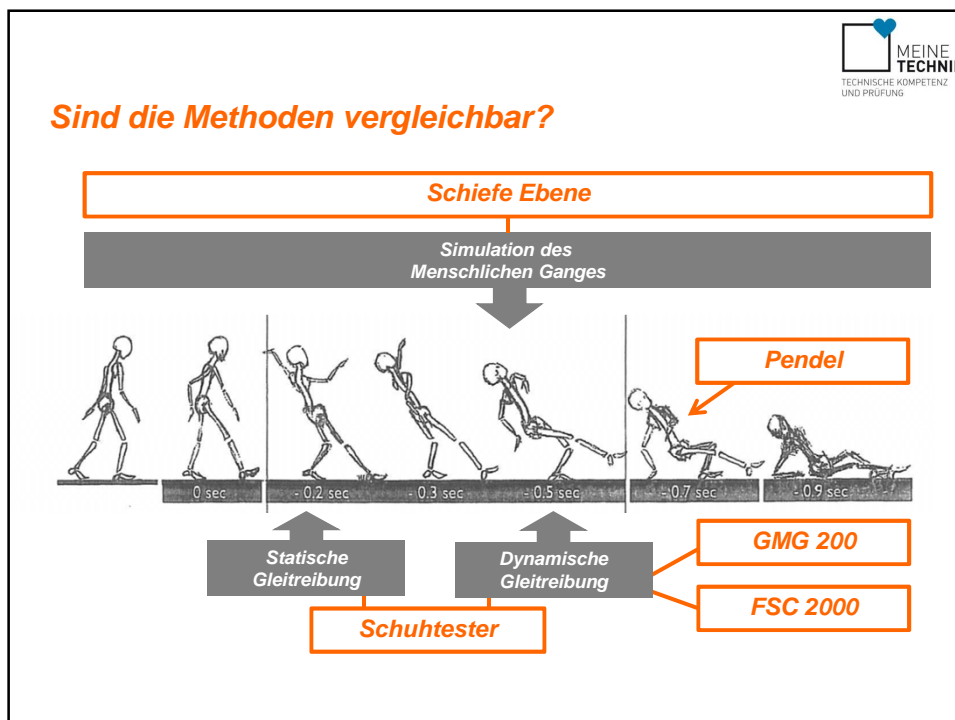 MEINE
TECHNI
TECHNISCHE KOMPETENZ
UND PRÜFUNG
Sind die Methoden vergleichbar?
Schiefe Ebene
Simulation des
Menschlichen Ganges
Pendel
0 sec
- 0.2 sec
- 0.3 sec
- 0.5 sec
- 0.7 sec
- 0.9 sec
Statische
Gleitreibung
Dynamische
Gleitreibung
GMG 200
FSC 2000
Schuhtester